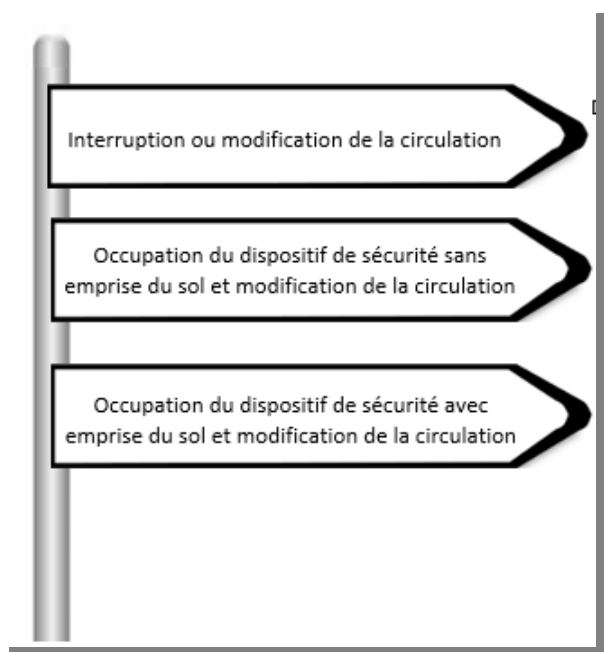 Interruption ou modification de la circulation
Occupation du dispositif de sécurité sans
emprise du sol et modification de la circulation
Occupation du dispositif de sécurité avec
emprise du sol et modification de la circulation